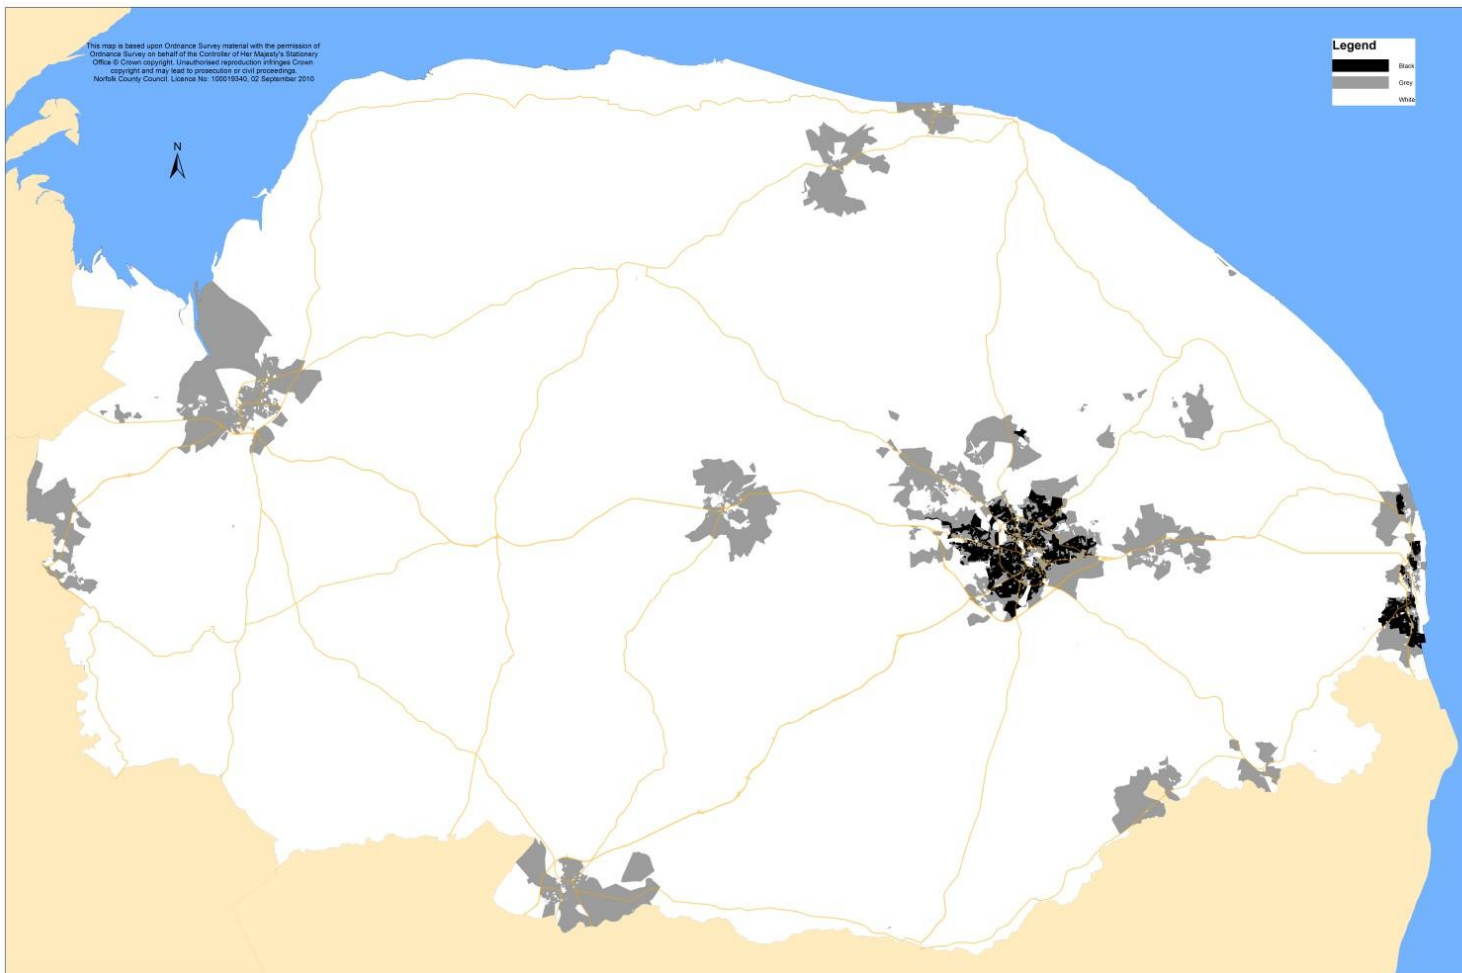 This map is based upon Ordnance Survey material with the permission of
Ordnance Survey on behalf of the Controller of Her Majesty's Stationery
Office © Crown copyright. Unauthorised reproduction infringes Crown
copyright and may lead to prosecution or civil proceedings.
Norfolk County Council. Licence No: 100019340, 02 September 2010
N
Legend
Black
Grey
White